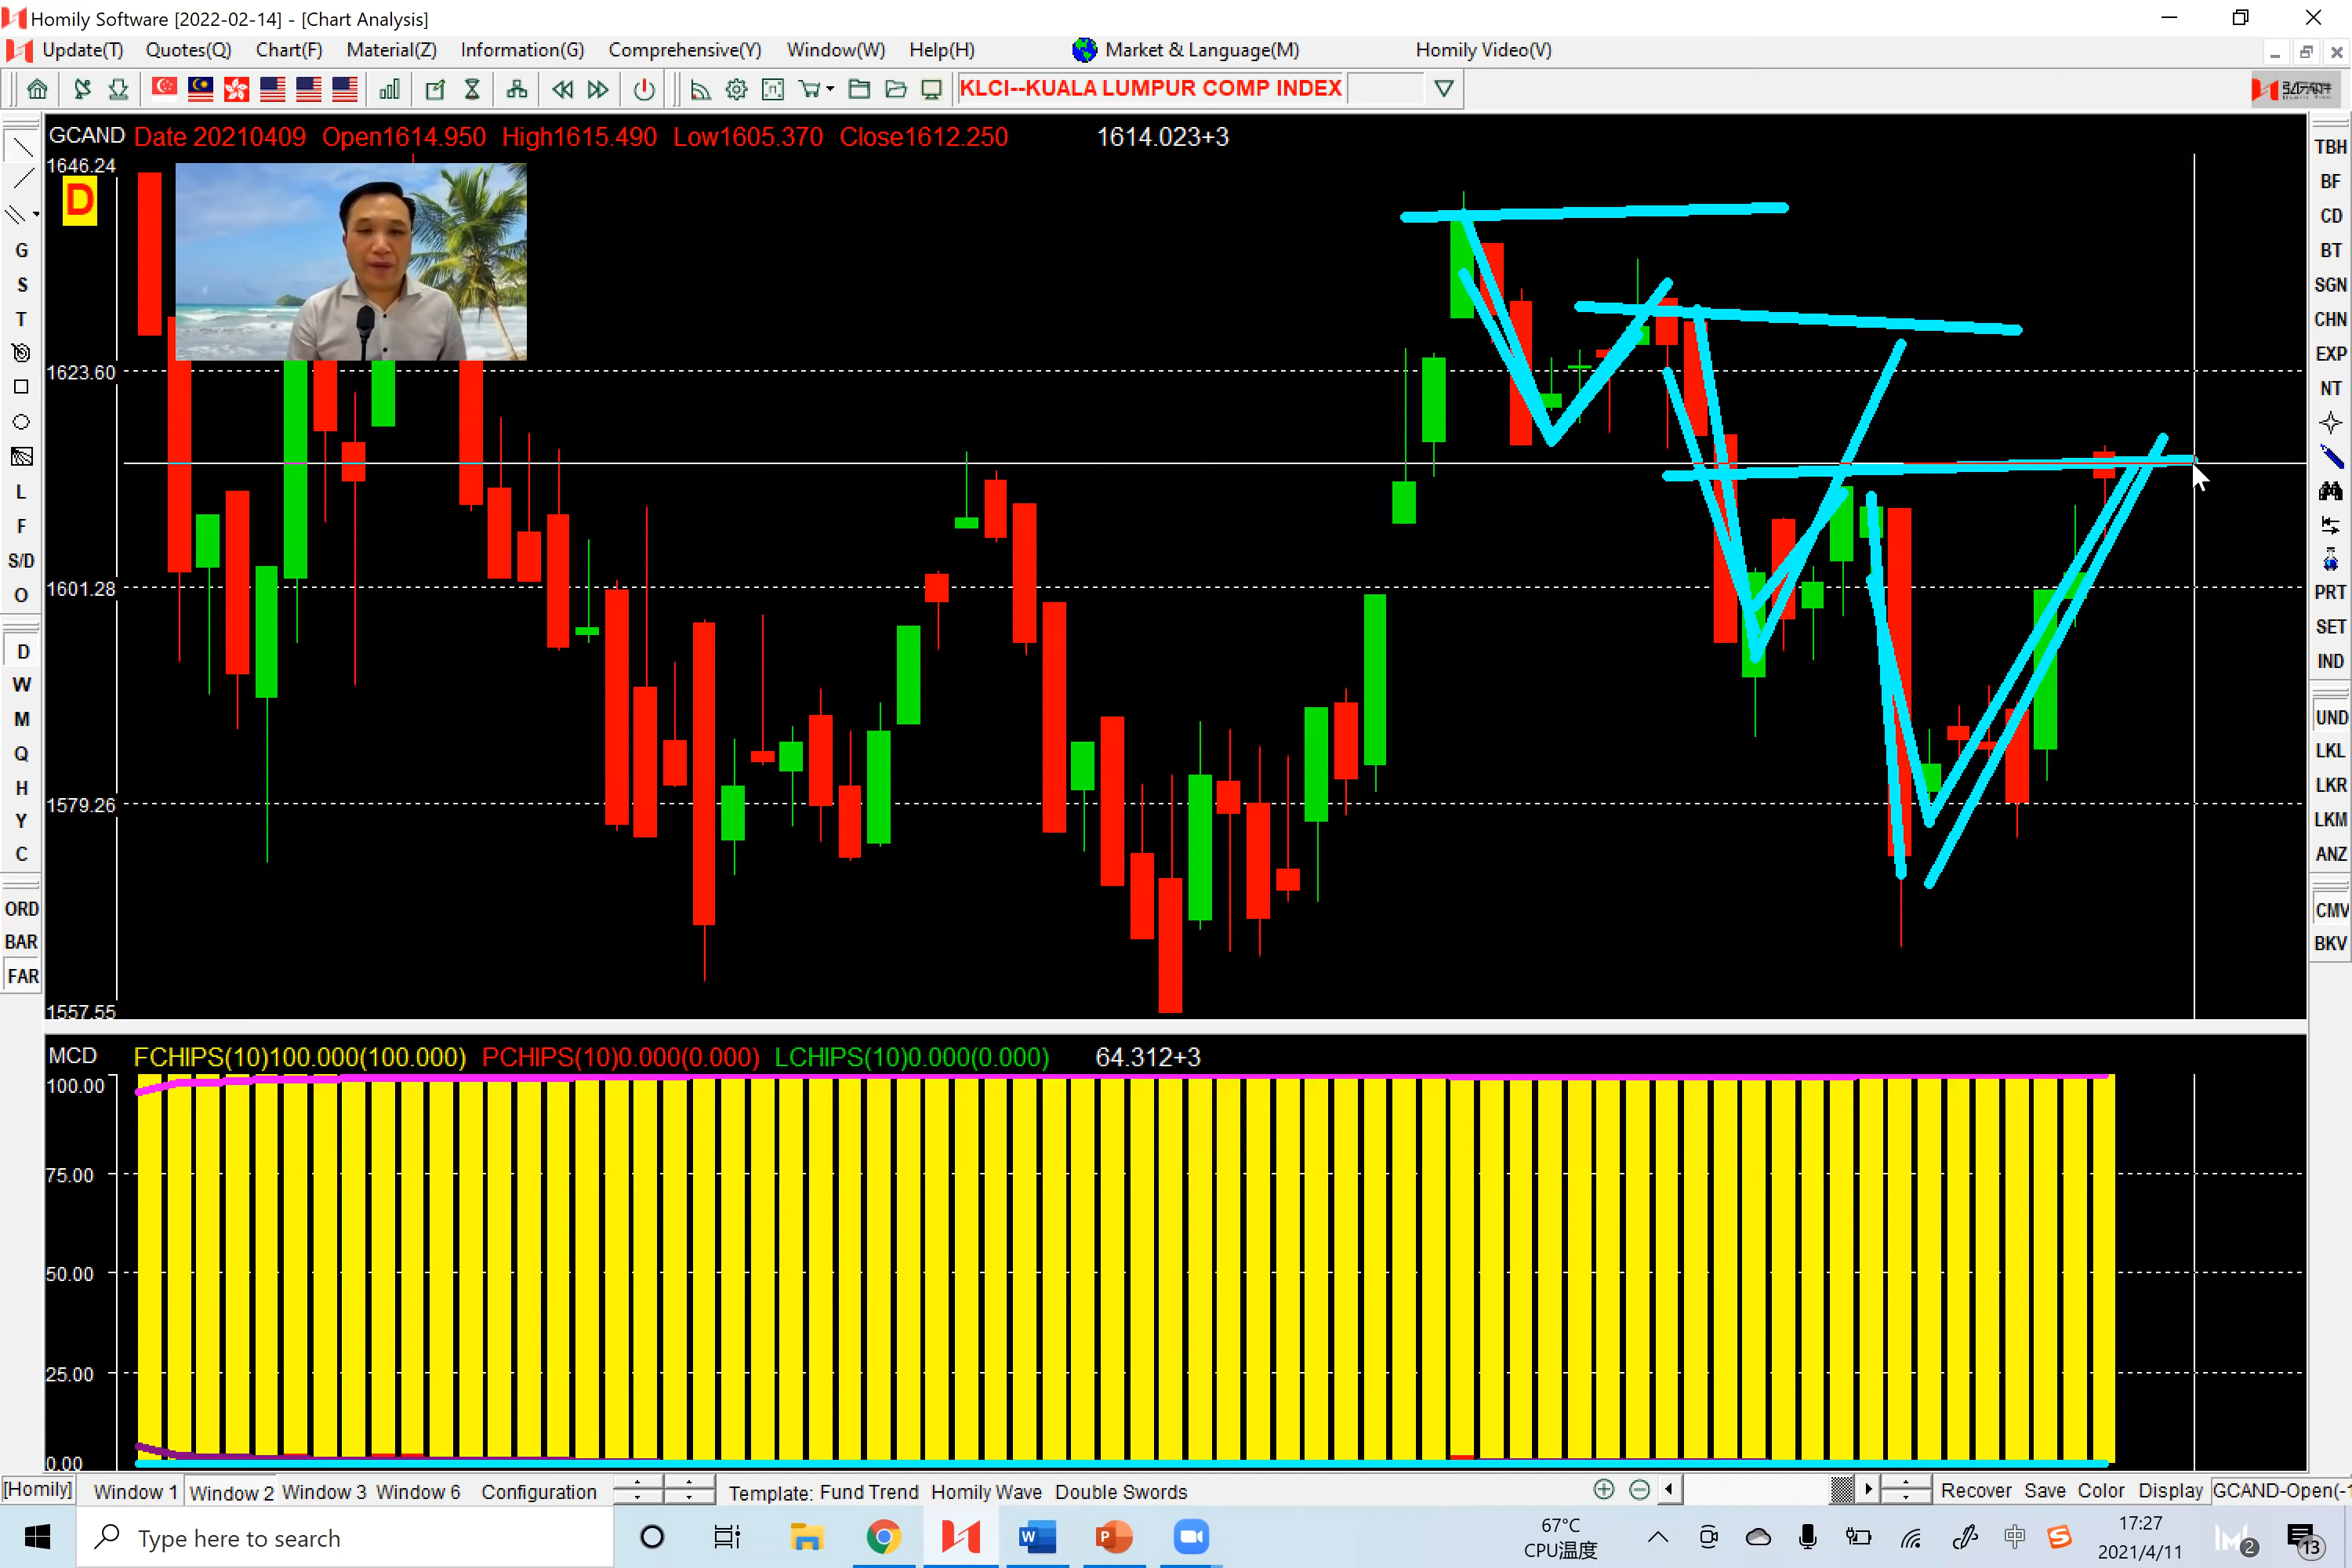 Homily Software [2022-02-14] - [Chart Analysis]
Update(T) Quotes(Q) Chart(F) Material(Z) Information(G) Comprehensive(Y) Window(W) Help(H) Market & Language(M) Homily Video(V)
KLCI--KUALA LUMPUR COMP INDEX
GCAND Date 20210409 Open1614.950 High1615.490 Low1605.370 Close1612.250 1614.023+3
1646.24
D
1623.60
1601.28
1579.26
1557.55
G
S
T
L
F
S/D
O
D
W
M
Q
H
Y
C
ORD
BAR
FAR
TBH
BF
CD
BT
SGN
CHN
EXP
NT
PRT
SET
IND
UND
LKL
LKR
LKM
ANZ
CMV
BKV
MCD FCHIPS(10)100.000(100.000) PCHIPS(10)0.000(0.000) LCHIPS(10)0.000(0.000) 64.312+3
100.00
75.00
50.00
25.00
0.00
[Homily] Window 1 Window 2 Window 3 Window 6 Configuration Template: Fund Trend Homily Wave Double Swords Recover Save Color Display GCAND-Open(-1
Type here to search
67°C
CPU温度
中
17:27
2021/4/11
2
13